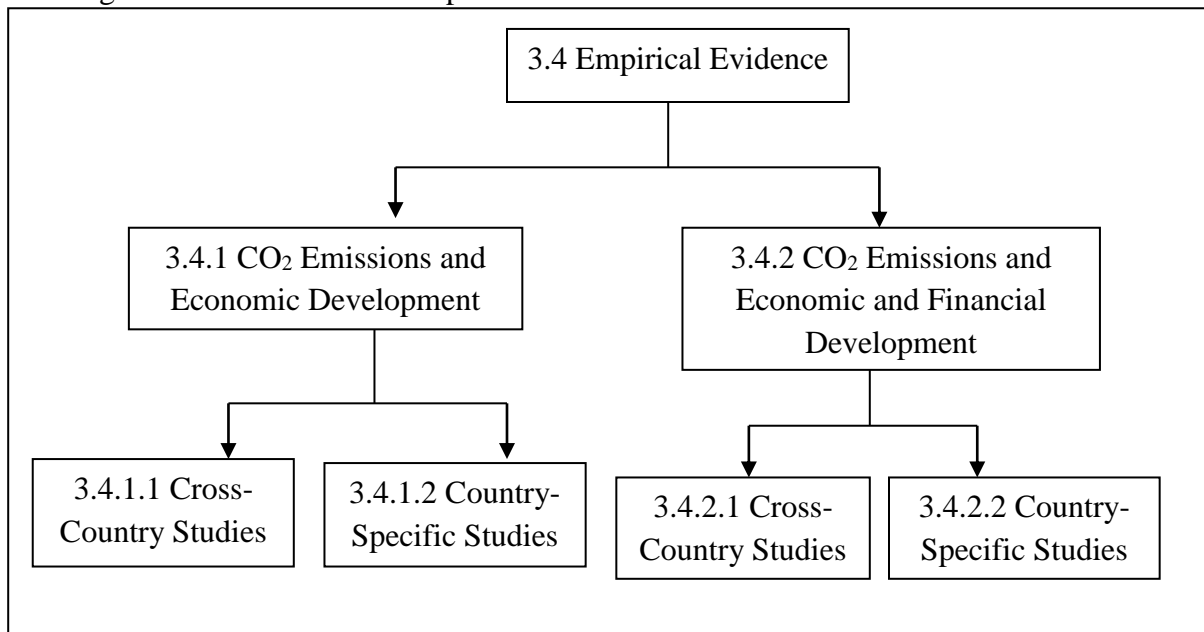 3.4 Empirical Evidence
3.4.1 CO₂ Emissions and
Economic Development
3.4.2 CO₂ Emissions and
Economic and Financial
Development
3.4.1.1 Cross-
Country Studies
3.4.1.2 Country-
Specific Studies
3.4.2.1 Cross-
Country Studies
3.4.2.2 Country-
Specific Studies